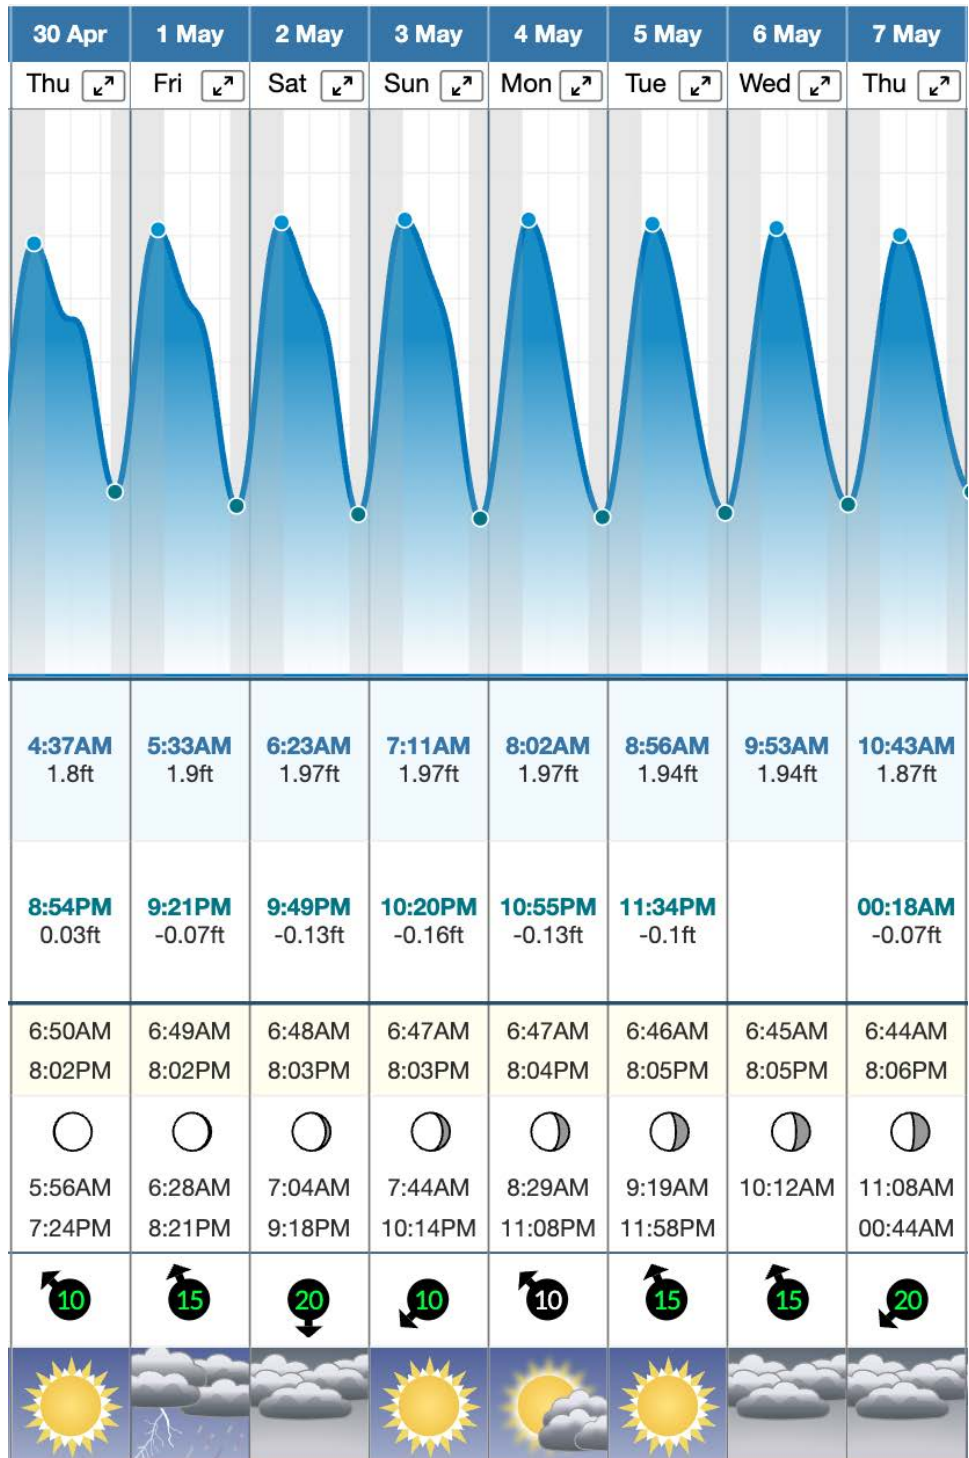 30 Apr 1 May 2 May 3 May 4 May 5 May 6 May 7 May
Thu Fri Sat Sun Mon Tue Wed Thu
4:37AM 5:33AM 6:23AM 7:11AM 8:02AM 8:56AM 9:53AM 10:43AM
1.8ft 1.9ft 1.97ft 1.97ft 1.97ft 1.94ft 1.94ft 1.87ft
8:54PM 9:21PM 9:49PM 10:20PM 10:55PM 11:34PM 00:18AM
0.03ft -0.07ft -0.13ft -0.16ft -0.13ft -0.1ft -0.07ft
6:50AM 6:49AM 6:48AM 6:47AM 6:47AM 6:46AM 6:45AM 6:44AM
8:02PM 8:02PM 8:03PM 8:03PM 8:04PM 8:05PM 8:05PM 8:06PM
5:56AM 6:28AM 7:04AM 7:44AM 8:29AM 9:19AM 10:12AM 11:08AM
7:24PM 8:21PM 9:18PM 10:14PM 11:08PM 11:58PM 00:44AM
10 15 20 10 10 15 15 20